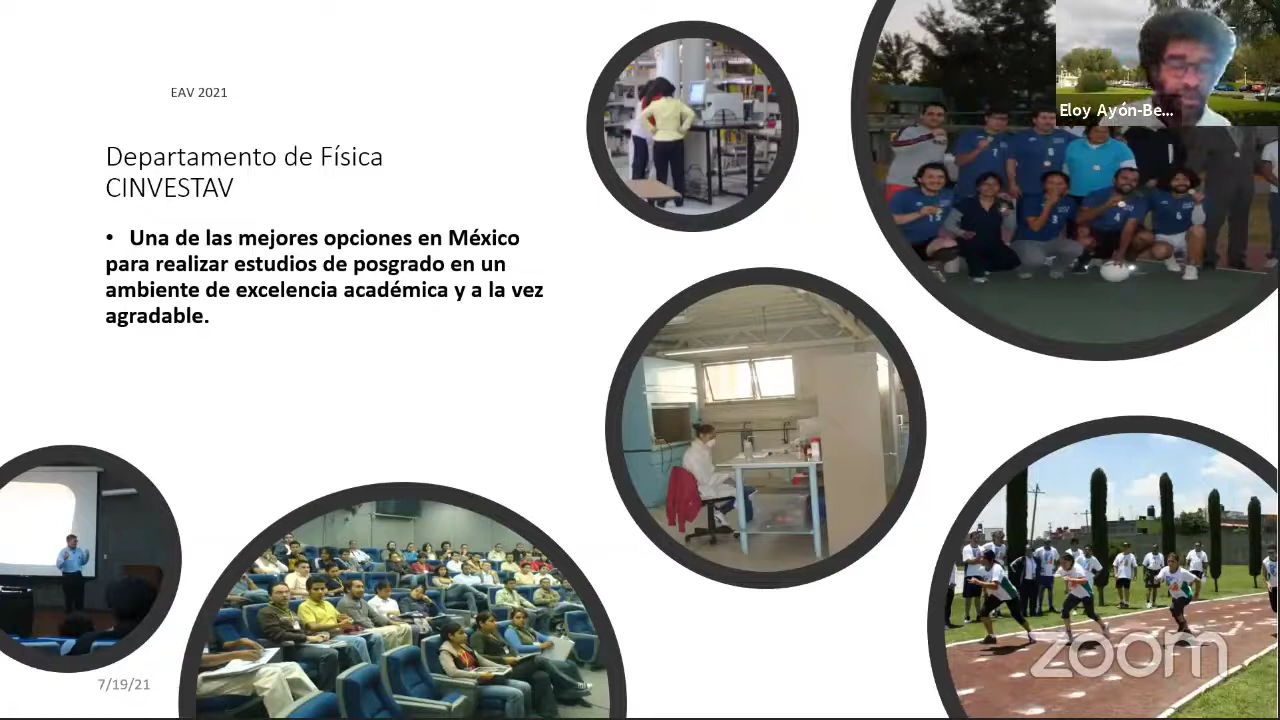 EAV 2021
Eloy Ayón-Be...
Departamento de Física
CINVESTAV
• Una de las mejores opciones en México
para realizar estudios de posgrado en un
ambiente de excelencia académica y a la vez
agradable.
7/19/21
zoom